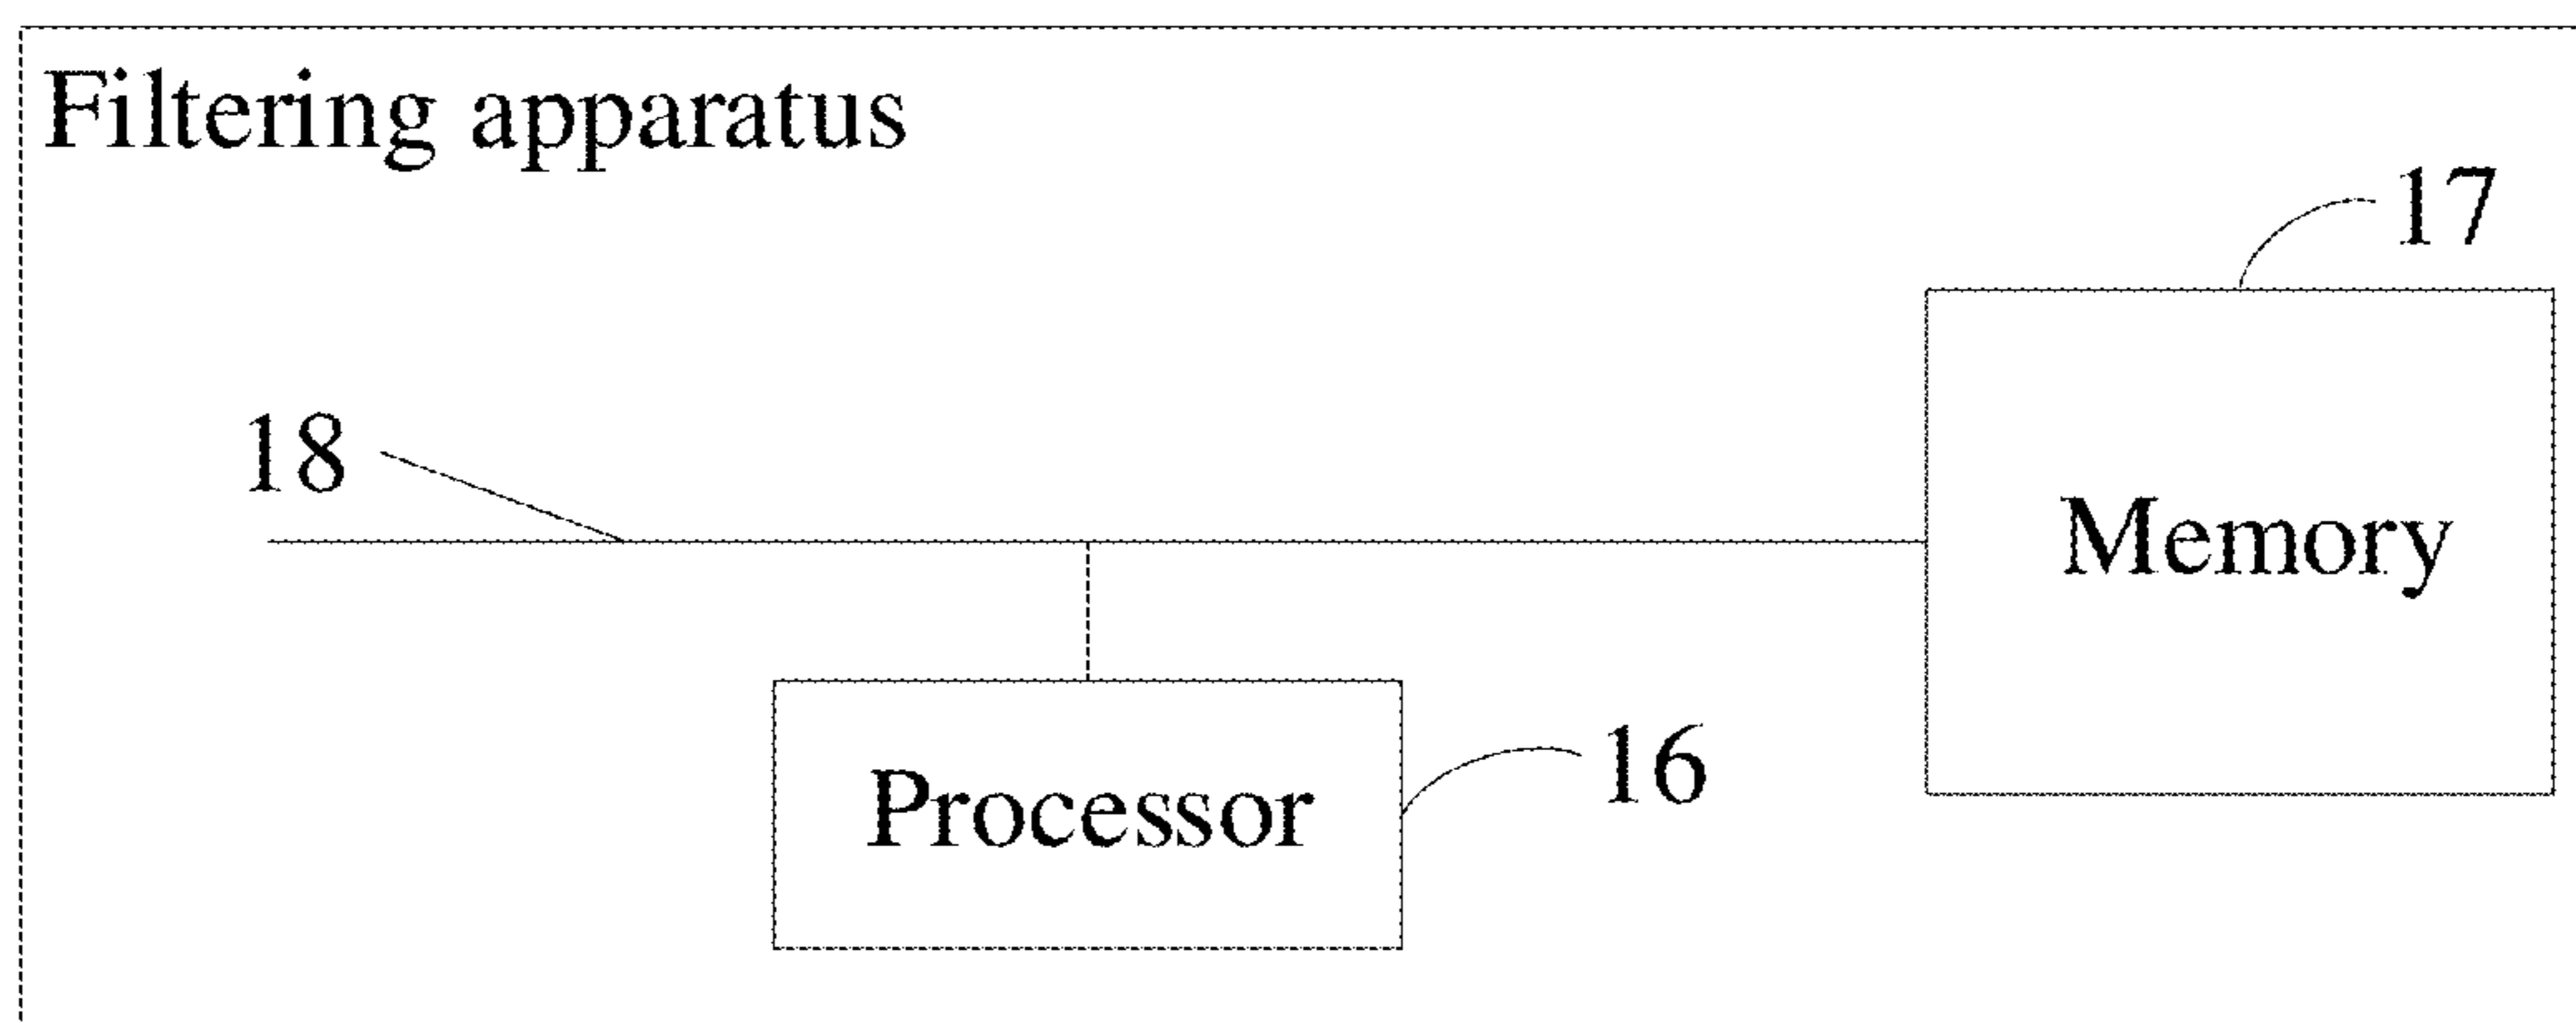 Filtering apparatus
17
18
Memory
Processor
16